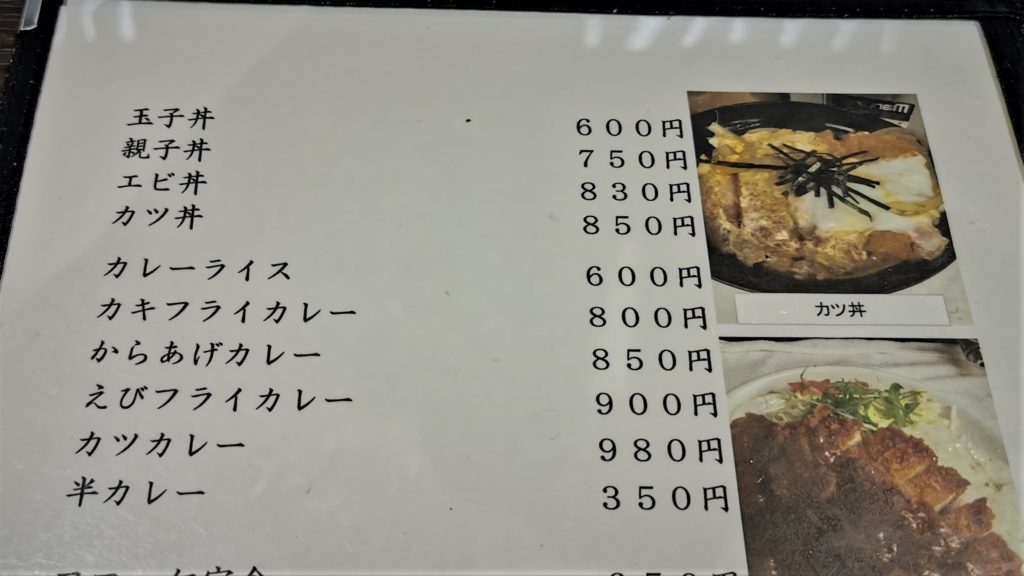 玉子丼 ６００円
親子丼 ７５０円
エビ丼 ８３０円
カツ丼 ８５０円
カレーライス ６００円
カキフライカレー ８００円
からあげカレー ８５０円
えびフライカレー ９００円
カツカレー ９８０円
半カレー ３５０円
カツ丼